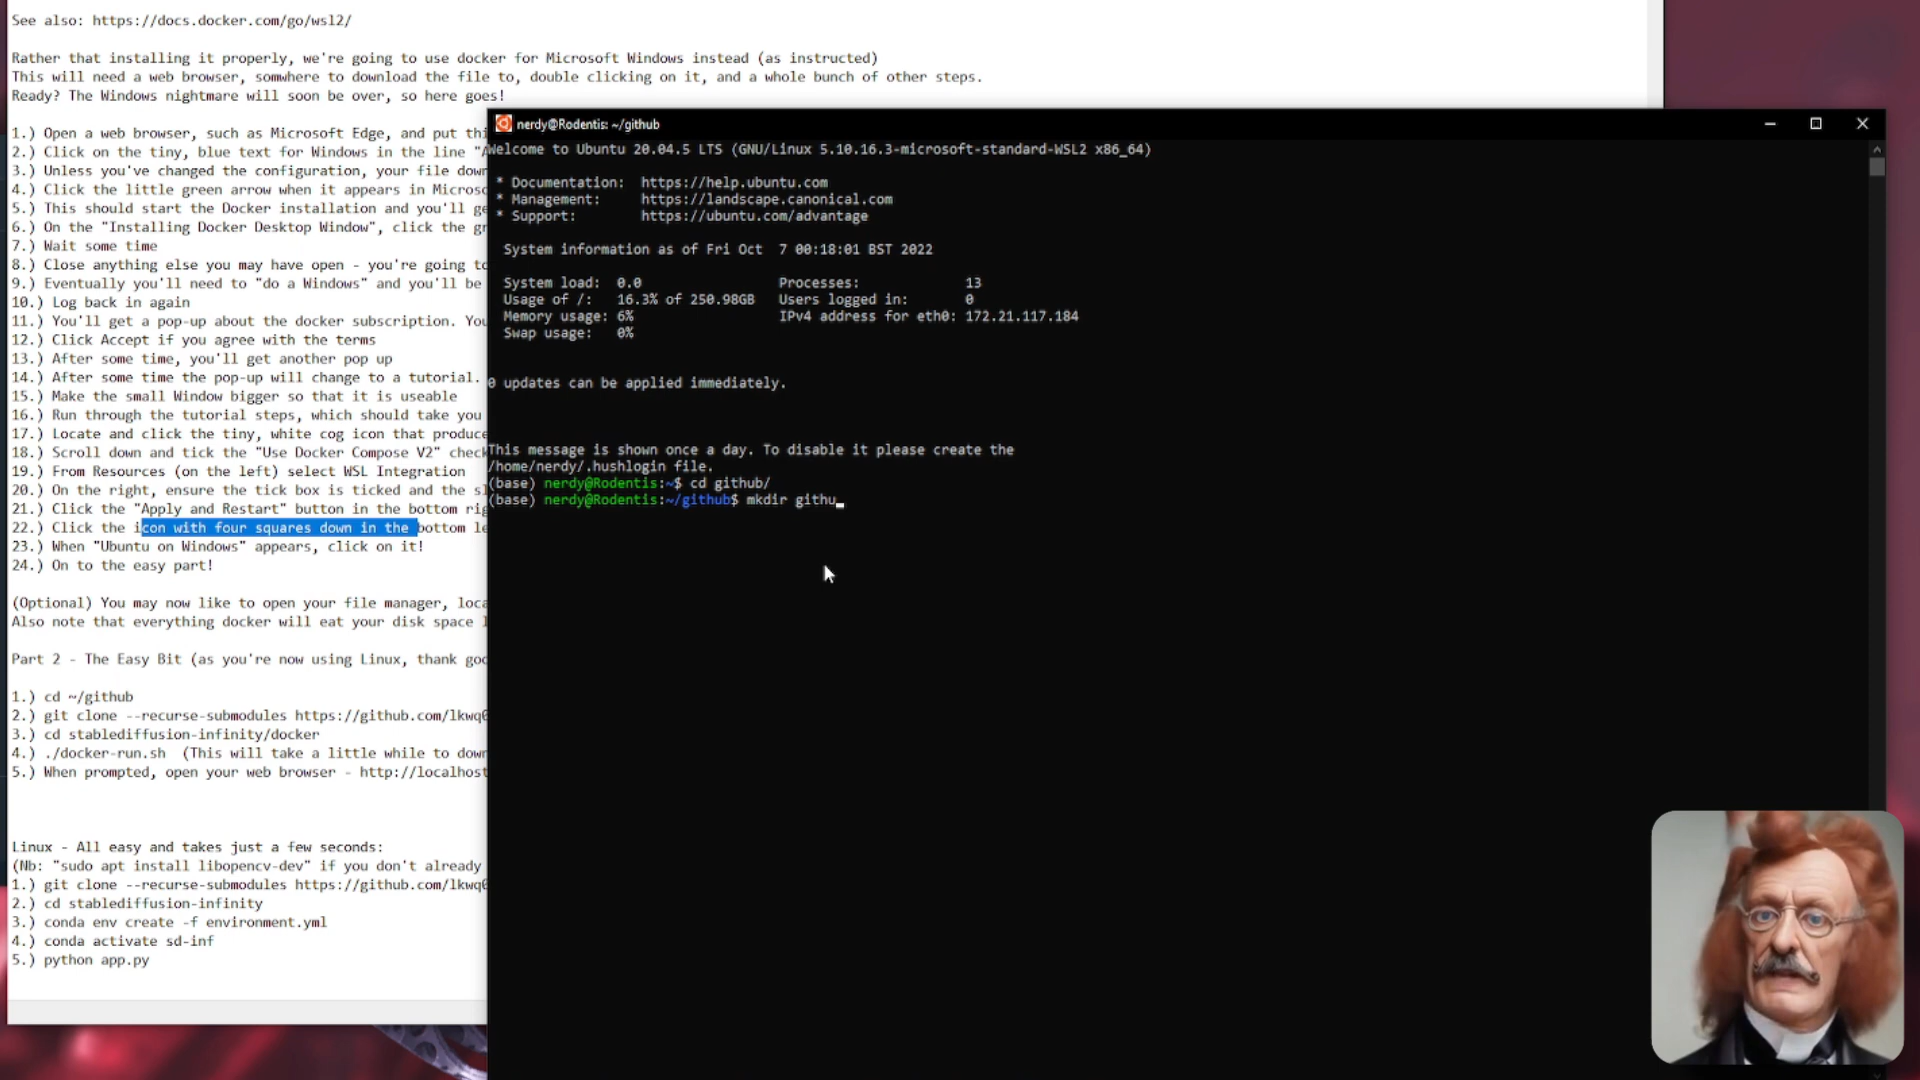 See also: https://docs.docker.com/go/wsl2/
Rather that installing it properly, we're going to use docker for Microsoft Windows instead (as instructed)
This will need a web browser, somwhere to download the file to, double clicking on it, and a whole bunch of other steps.
Ready? The Windows nightmare will soon be over, so here goes!
1.) Open a web browser, such as Microsoft Edge, and put thi
2.) Click on the tiny, blue text for Windows in the line "A
3.) Unless you've changed the configuration, your file down
4.) Click the little green arrow when it appears in Microso
5.) This should start the Docker installation and you'll ge
6.) On the "Installing Docker Desktop Window", click the gr
7.) Wait some time
8.) Close anything else you may have open - you're going to
9.) Eventually you'll need to "do a Windows" and you'll be
10.) Log back in again
11.) You'll get a pop-up about the docker subscription. You
12.) Click Accept if you agree with the terms
13.) After some time, you'll get another pop up
14.) After some time the pop-up will change to a tutorial.
15.) Make the small Window bigger so that it is useable
16.) Run through the tutorial steps, which should take you
17.) Locate and click the tiny, white cog icon that produce
18.) Scroll down and tick the "Use Docker Compose V2" check
19.) From Resources (on the left) select WSL Integration
20.) On the right, ensure the tick box is ticked and the sl
21.) Click the "Apply and Restart" button in the bottom rig
22.) Click the icon with four squares down in the bottom le
23.) When "Ubuntu on Windows" appears, click on it!
24.) On to the easy part!
(Optional) You may now like to open your file manager, loca
Also note that everything docker will eat your disk space l
Part 2 - The Easy Bit (as you're now using Linux, thank goo
1.) cd ~/github
2.) git clone --recurse-submodules https://github.com/lkwq0
3.) cd stablediffusion-infinity/docker
4.) ./docker-run.sh  (This will take a little while to down
5.) When prompted, open your web browser - http://localhost
Linux - All easy and takes just a few seconds:
(Nb: "sudo apt install libopencv-dev" if you don't already
1.) git clone --recurse-submodules https://github.com/lkwq0
2.) cd stablediffusion-infinity
3.) conda env create -f environment.yml
4.) conda activate sd-inf
5.) python app.py
nerdy@Rodentis: ~/github
Welcome to Ubuntu 20.04.5 LTS (GNU/Linux 5.10.16.3-microsoft-standard-WSL2 x86_64)
* Documentation:  https://help.ubuntu.com
* Management:     https://landscape.canonical.com
* Support:        https://ubuntu.com/advantage
System information as of Fri Oct  7 00:18:01 BST 2022
System load:  0.0                Processes:              13
Usage of /:   16.3% of 250.98GB  Users logged in:        0
Memory usage: 6%                 IPv4 address for eth0: 172.21.117.184
Swap usage:   0%
0 updates can be applied immediately.
This message is shown once a day. To disable it please create the
/home/nerdy/.hushlogin file.
(base) nerdy@Rodentis:~$ cd github/
(base) nerdy@Rodentis:~/github$ mkdir githu_